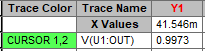 Trace Color Trace Name Y1
X Values 41.546m
CURSOR 1,2 V(U1:OUT) 0.9973